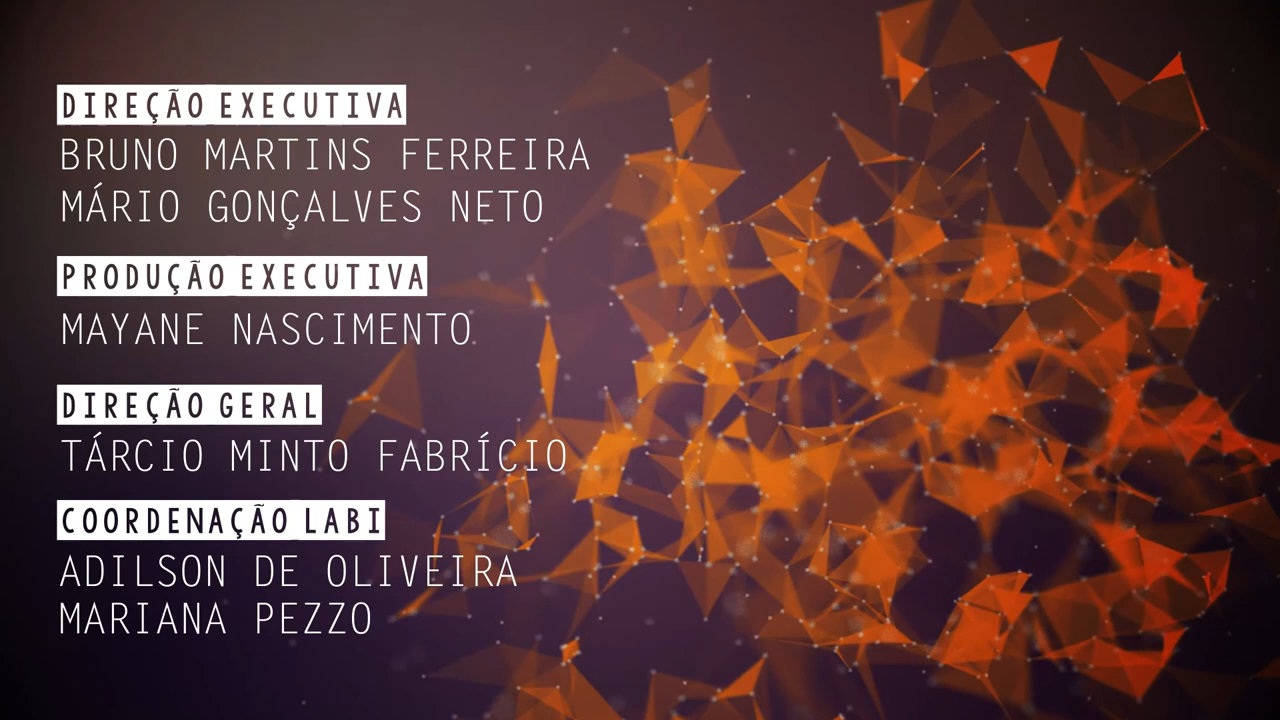 DIREÇÃO EXECUTIVA
BRUNO MARTINS FERREIRA
MÁRIO GONÇALVES NETO
PRODUÇÃO EXECUTIVA
MAYANE NASCIMENTO
DIREÇÃO GERAL
TÁRCIO MINTO FABRÍCIO
COORDENAÇÃO LABI
ADILSON DE OLIVEIRA
MARIANA PEZZO